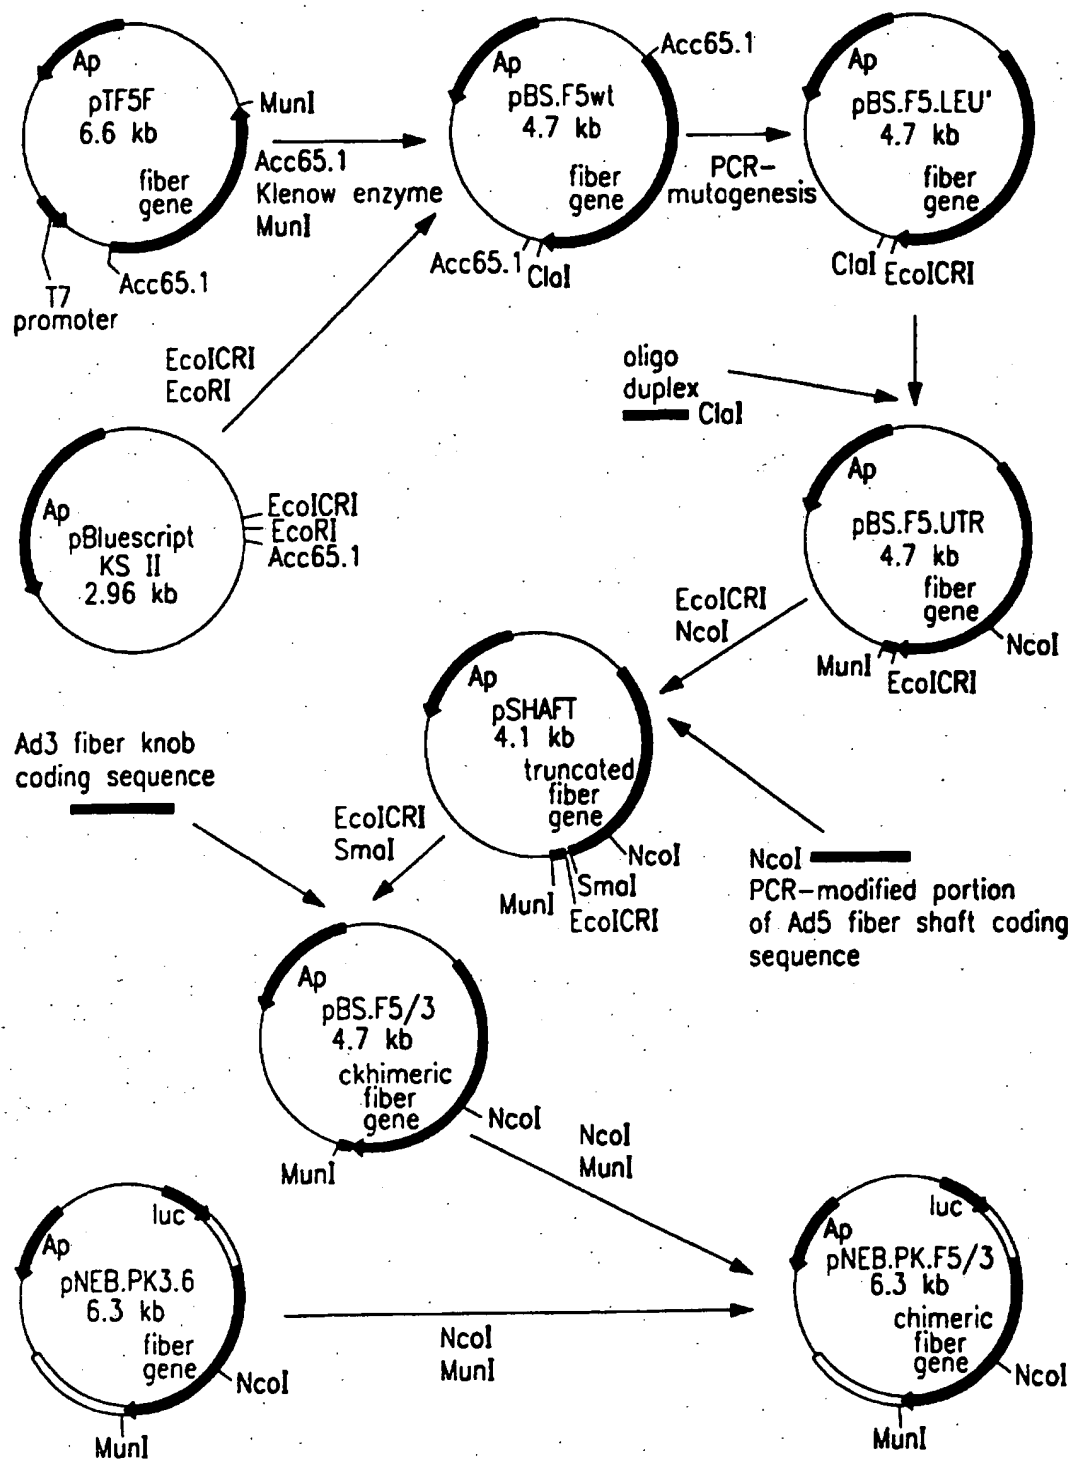 Ap
pTF5F
6.6 kb
MunI
fiber
gene
Acc65.1
T7
promoter
Acc65.1
Klenow enzyme
MunI
Acc65.1
Ap
pBS.F5wt
4.7 kb
fiber
gene
Acc65.1
ClaI
PCR-
mutogenesis
Ap
pBS.F5.LEU'
4.7 kb
fiber
gene
ClaI
EcoICRI
EcoICRI
EcoRI
oligo
duplex
ClaI
Ap
pBluescript
KS II
2.96 kb
EcoICRI
EcoRI
Acc65.1
Ap
pBS.F5.UTR
4.7 kb
fiber
gene
NcoI
MunI
EcoICRI
EcoICRI
NcoI
Ap
pSHAFT
4.1 kb
truncated
fiber
gene
NcoI
SmaI
MunI
EcoICRI
Ad3 fiber knob
coding sequence
EcoICRI
SmaI
NcoI
PCR-modified portion
of Ad5 fiber shaft coding
sequence
Ap
pBS.F5/3
4.7 kb
ckhimeric
fiber
gene
NcoI
MunI
NcoI
MunI
luc
Ap
pNEB.PK3.6
6.3 kb
fiber
gene
NcoI
MunI
NcoI
MunI
luc
Ap
pNEB.PK.F5/3
6.3 kb
chimeric
fiber
gene
NcoI
MunI